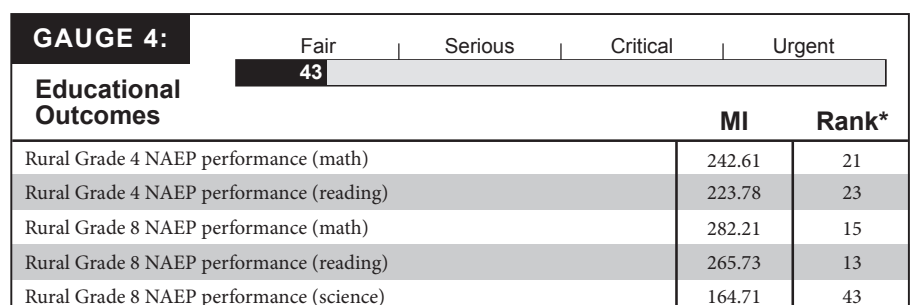 GAUGE 4:
Fair | Serious | Critical | Urgent
43
Educational
Outcomes
MI Rank*
Rural Grade 4 NAEP performance (math) 242.61 21
Rural Grade 4 NAEP performance (reading) 223.78 23
Rural Grade 8 NAEP performance (math) 282.21 15
Rural Grade 8 NAEP performance (reading) 265.73 13
Rural Grade 8 NAEP performance (science) 164.71 43